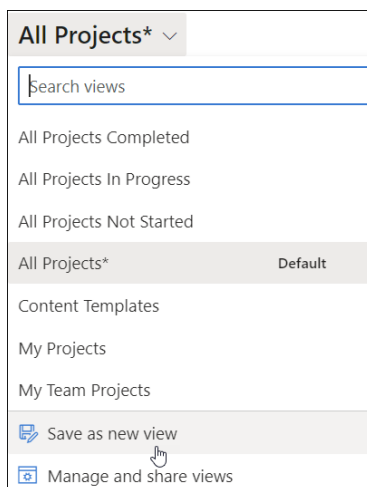 All Projects*
Search views
All Projects Completed
All Projects In Progress
All Projects Not Started
All Projects* Default
Content Templates
My Projects
My Team Projects
Save as new view
Manage and share views